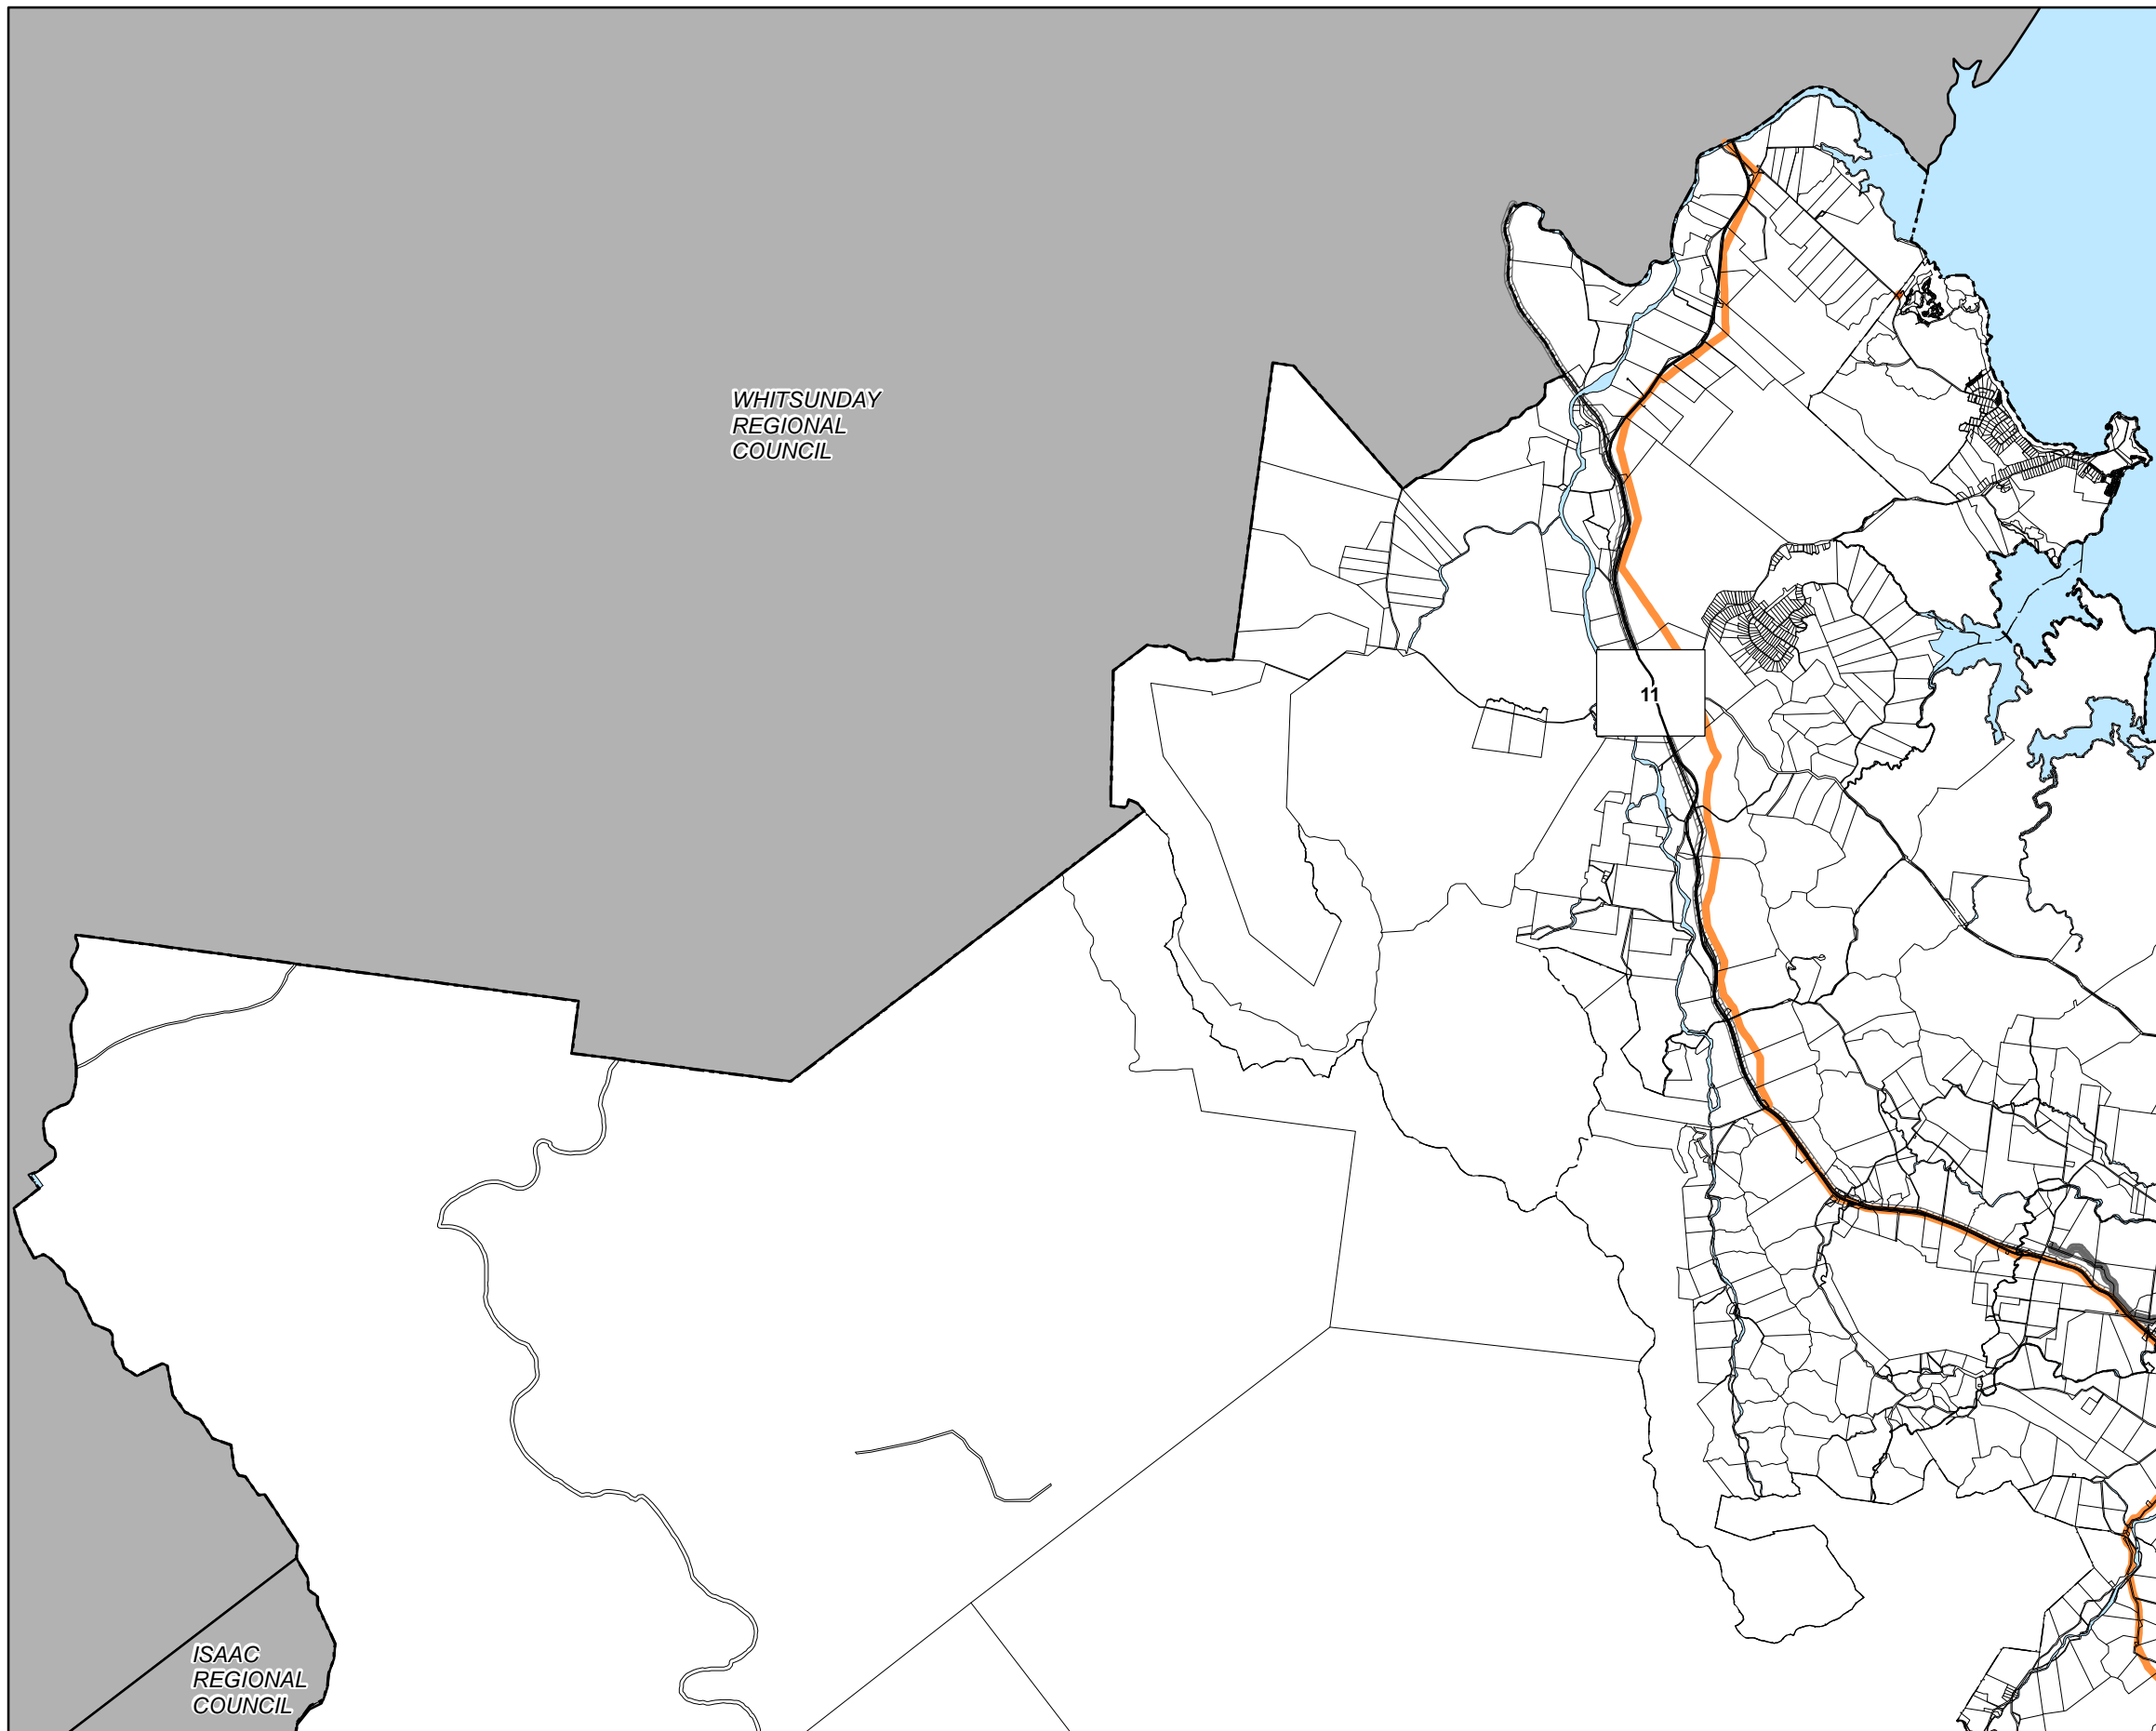 WHITSUNDAY
REGIONAL
COUNCIL
11
ISAAC
REGIONAL
COUNCIL